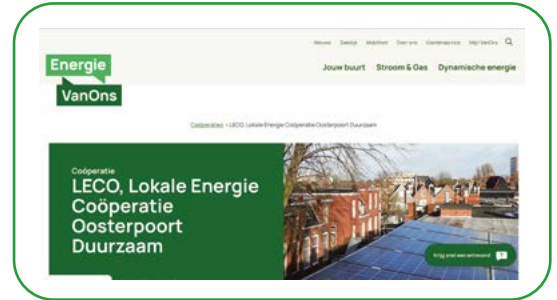 Nieuws Zakelijk Mobiliteit Over ons Klantenservice Mijn VanOns
Energie
VanOns
Jouw buurt Stroom & Gas Dynamische energie
Coöperaties > LECO, Lokale Energie Coöperatie Oosterpoort Duurzaam
Coöperatie
LECO, Lokale Energie
Coöperatie
Oosterpoort
Duurzaam
Krijg snel een antwoord